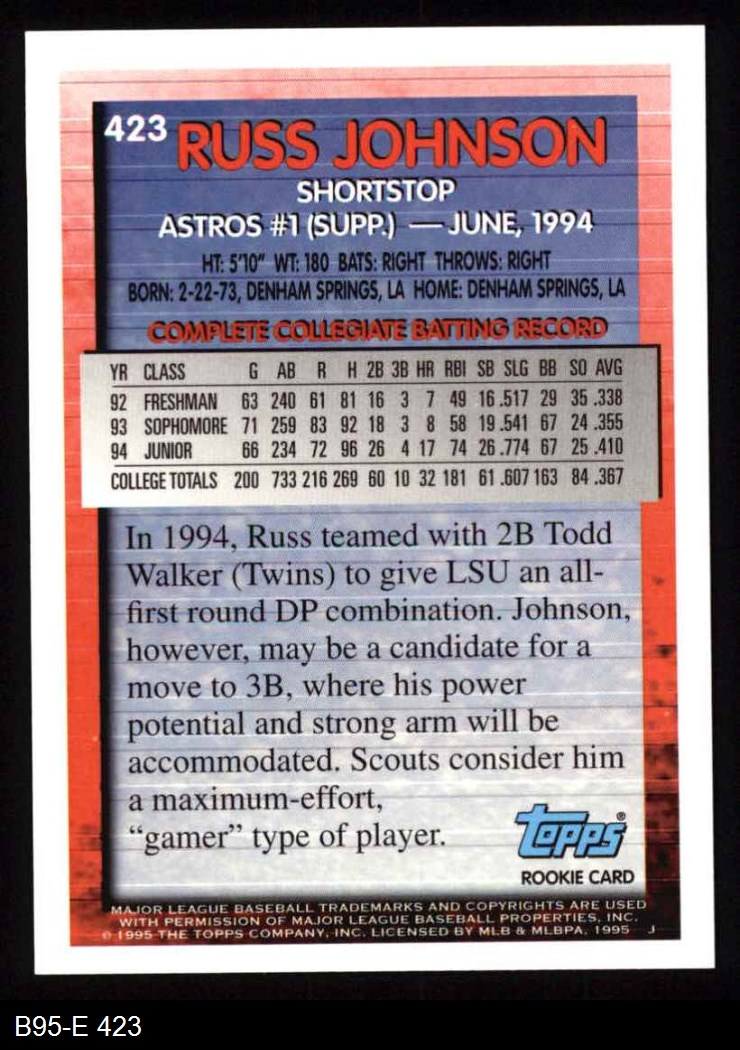 423 RUSS JOHNSON
SHORTSTOP
ASTROS #1 (SUPP.) — JUNE, 1994
HT: 5'10" WT: 180 BATS: RIGHT THROWS: RIGHT
BORN: 2-22-73, DENHAM SPRINGS, LA HOME: DENHAM SPRINGS, LA
COMPLETE COLLEGIATE BATTING RECORD
YR CLASS G AB R H 2B 3B HR RBI SB SLG BB SO AVG
92 FRESHMAN 63 240 61 81 16 3 7 49 16 .517 29 35 .338
93 SOPHOMORE 71 259 83 92 18 3 8 58 19 .541 67 24 .355
94 JUNIOR 66 234 72 96 26 4 17 74 26 .774 67 25 .410
COLLEGE TOTALS 200 733 216 269 60 10 32 181 61 .607 163 84 .367
In 1994, Russ teamed with 2B Todd
Walker (Twins) to give LSU an all-
first round DP combination. Johnson,
however, may be a candidate for a
move to 3B, where his power
potential and strong arm will be
accommodated. Scouts consider him
a maximum-effort,
“gamer” type of player.
Topps®
ROOKIE CARD
MAJOR LEAGUE BASEBALL TRADEMARKS AND COPYRIGHTS ARE USED
WITH PERMISSION OF MAJOR LEAGUE BASEBALL PROPERTIES, INC.
© 1995 THE TOPPS COMPANY, INC. LICENSED BY MLB & MLBPA, 1995 J
B95-E 423